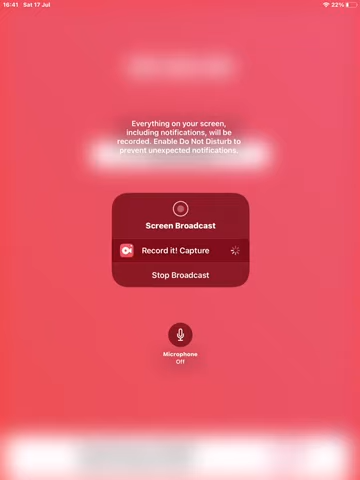 16:41 Sat 17 Jul 22%
Everything on your screen,
including notifications, will be
recorded. Enable Do Not Disturb to
prevent unexpected notifications.
Screen Broadcast
Record it! Capture
Stop Broadcast
Microphone
Off